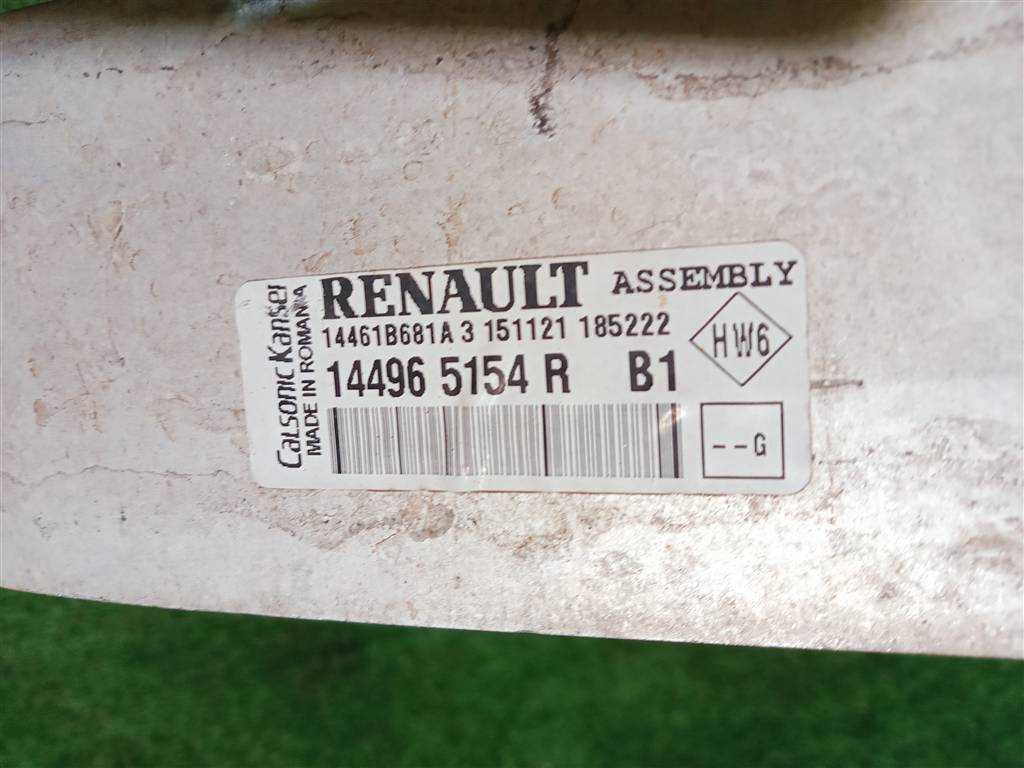 Calsonic Kansei
MADE IN ROMANIA
RENAULT ASSEMBLY
14461B681A 3 151121 185222
14496 5154 R B1
HW6
--G